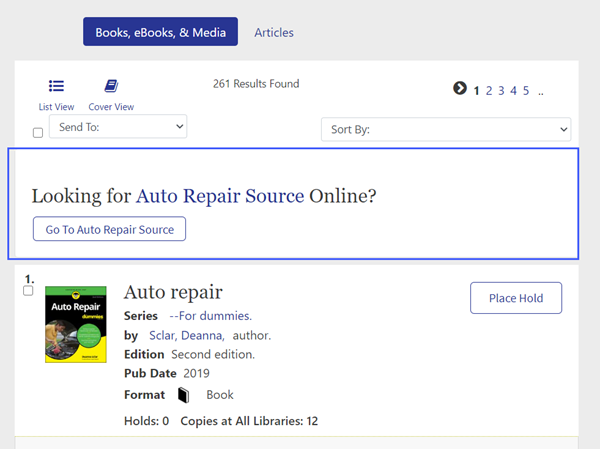 Books, eBooks, & Media Articles
261 Results Found
1 2 3 4 5 ..
List View Cover View
Send To:
Sort By:
Looking for Auto Repair Source Online?
Go To Auto Repair Source
1.
Auto Repair
dummies
Auto repair
Place Hold
Series --For dummies.
by Sclar, Deanna, author.
Edition Second edition.
Pub Date 2019
Format Book
Holds: 0 Copies at All Libraries: 12